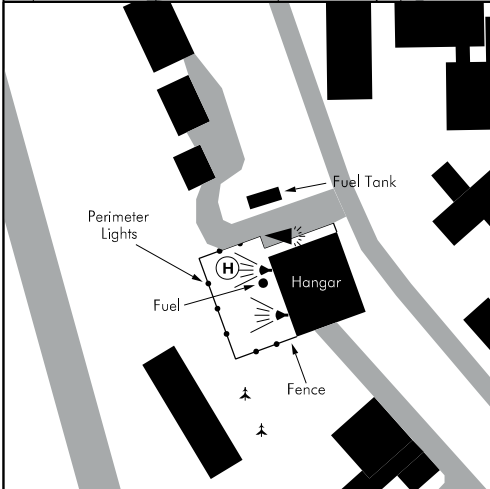 Fuel Tank
Perimeter
Lights
H
Hangar
Fuel
Fence